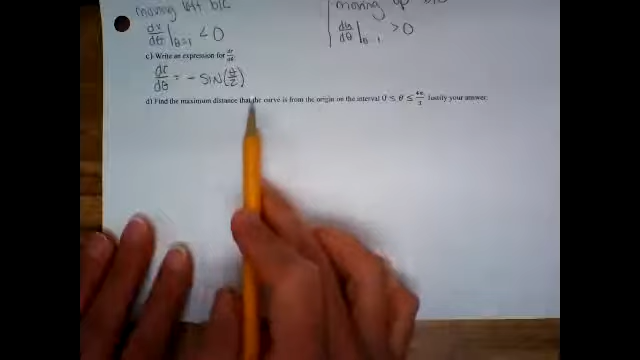 moving left b/c
dx/dθ|θ=1 < 0
moving up b/c
dy/dθ|θ=1 > 0
c) Write an expression for dr/dθ.
dr/dθ = - SIN(θ/2)
d) Find the maximum distance that the curve is from the origin on the interval 0 ≤ θ ≤ Justify your answer.